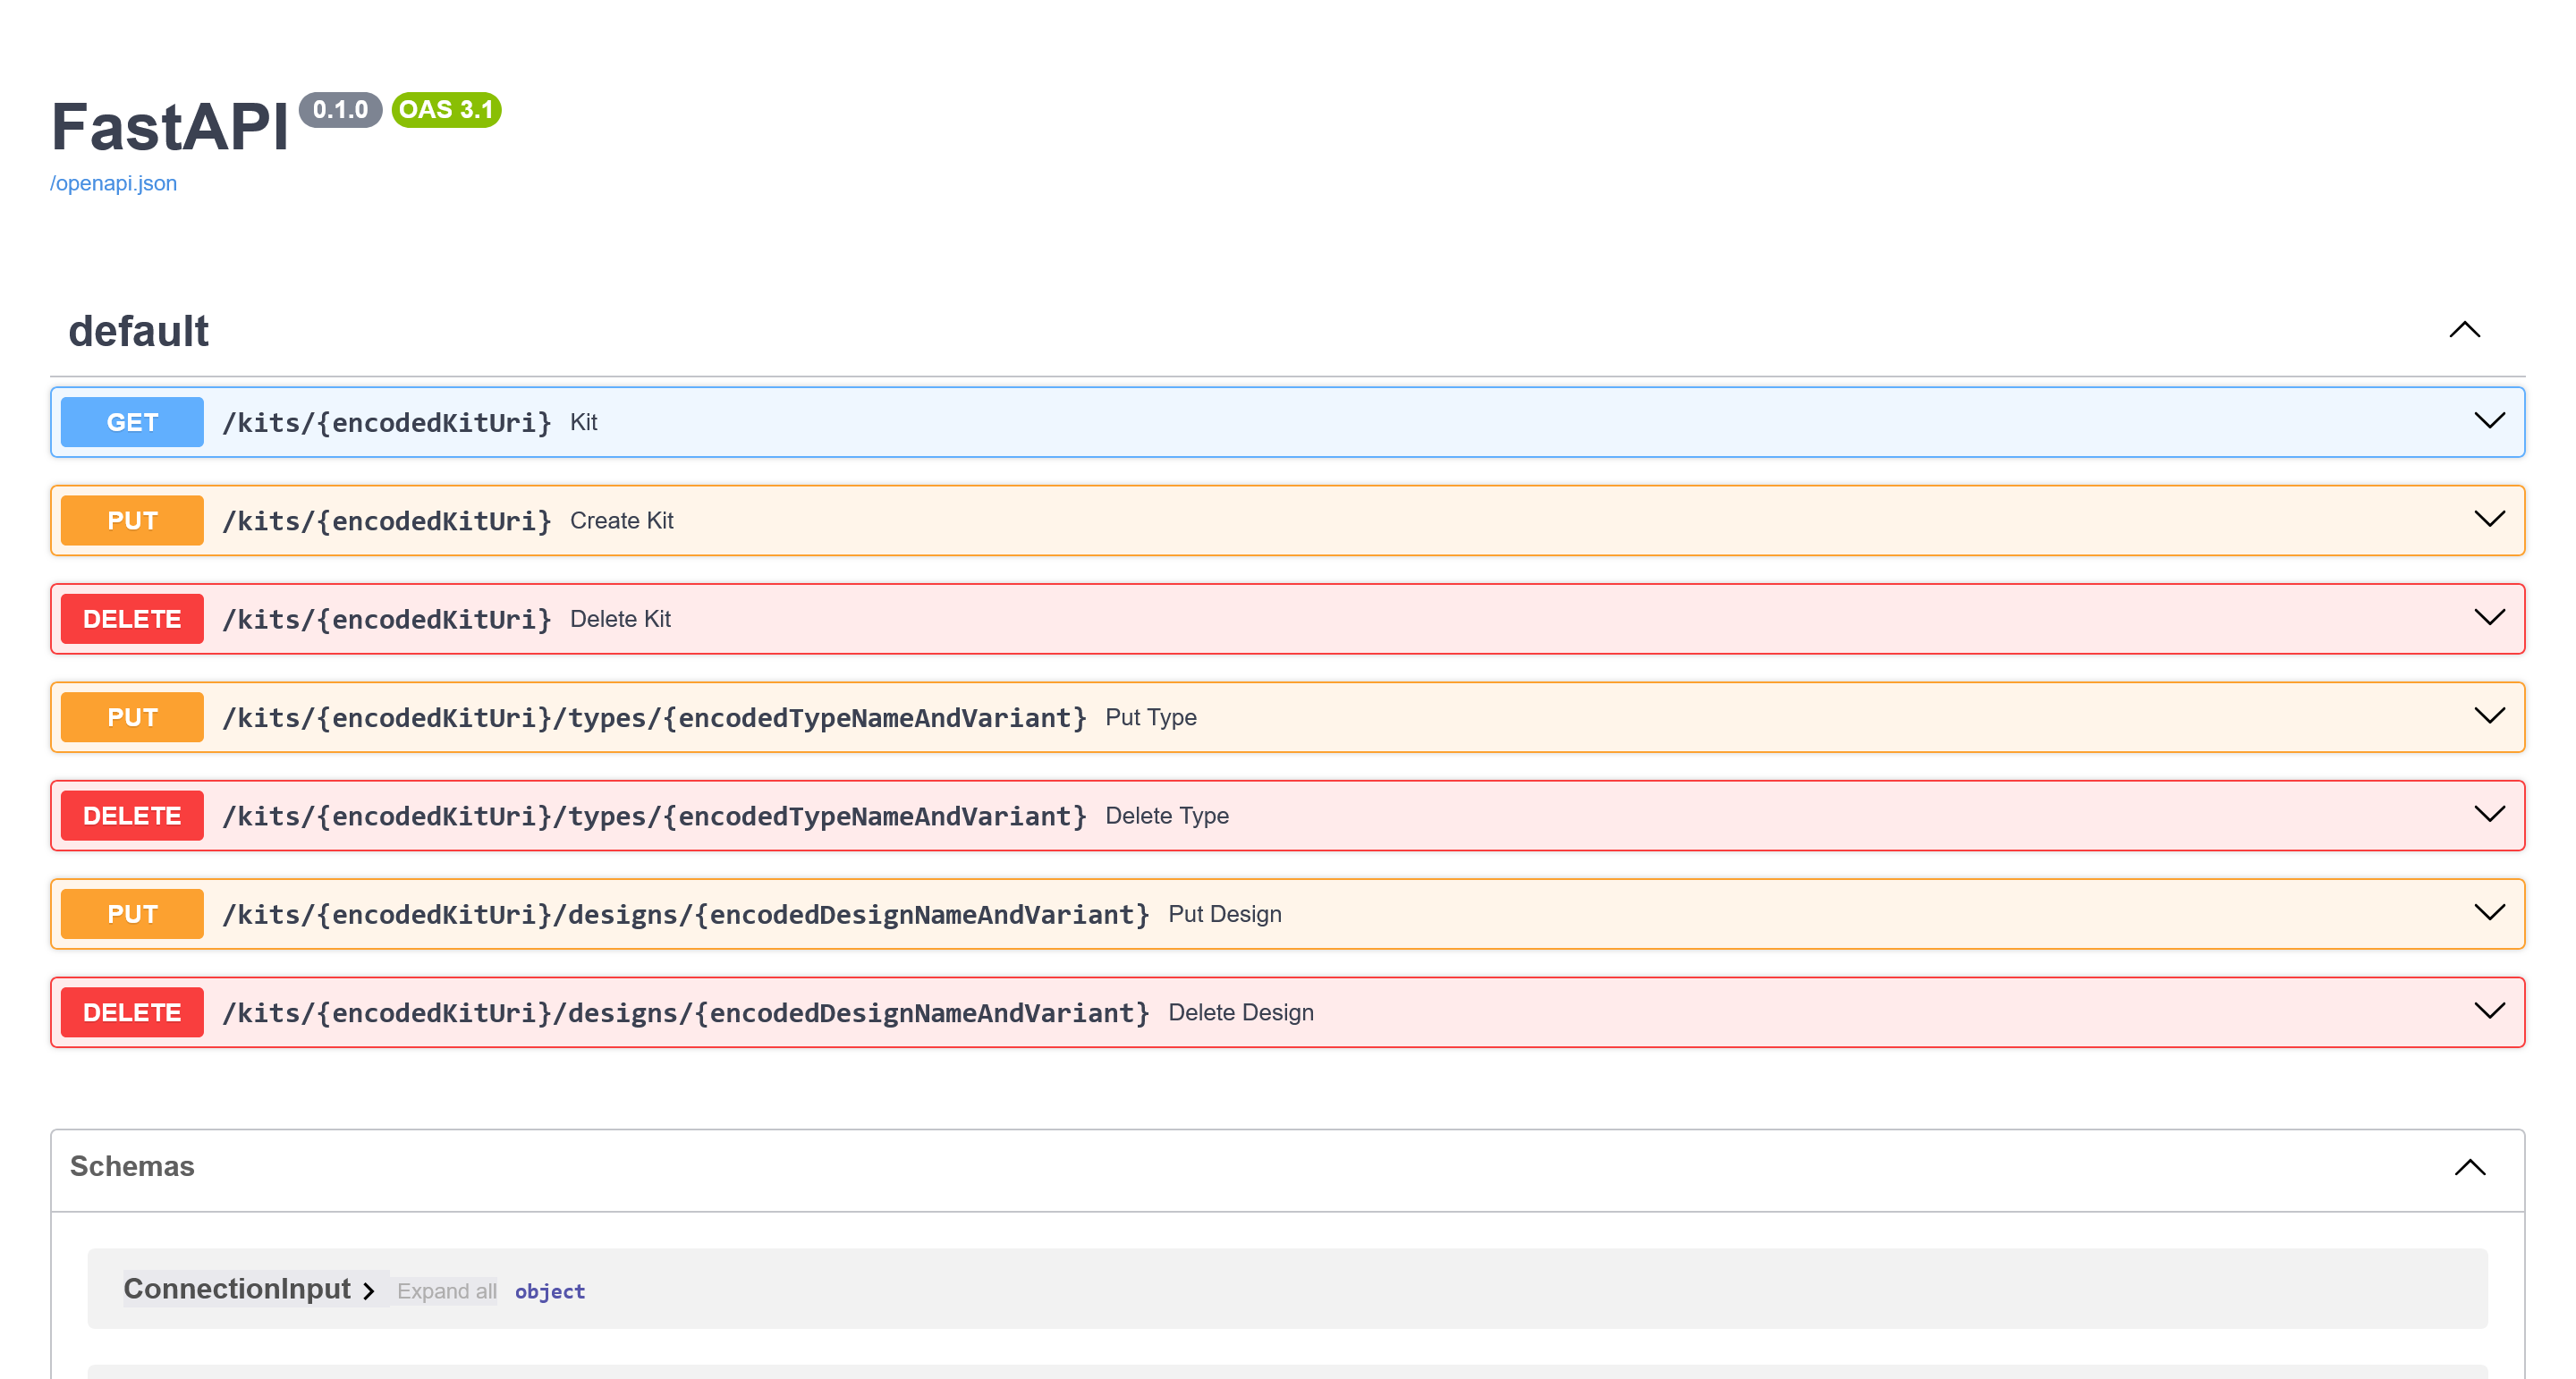 FastAPI 0.1.0 OAS 3.1
/openapi.json
default
GET /kits/{encodedKitUri} Kit
PUT /kits/{encodedKitUri} Create Kit
DELETE /kits/{encodedKitUri} Delete Kit
PUT /kits/{encodedKitUri}/types/{encodedTypeNameAndVariant} Put Type
DELETE /kits/{encodedKitUri}/types/{encodedTypeNameAndVariant} Delete Type
PUT /kits/{encodedKitUri}/designs/{encodedDesignNameAndVariant} Put Design
DELETE /kits/{encodedKitUri}/designs/{encodedDesignNameAndVariant} Delete Design
Schemas
ConnectionInput Expand all object